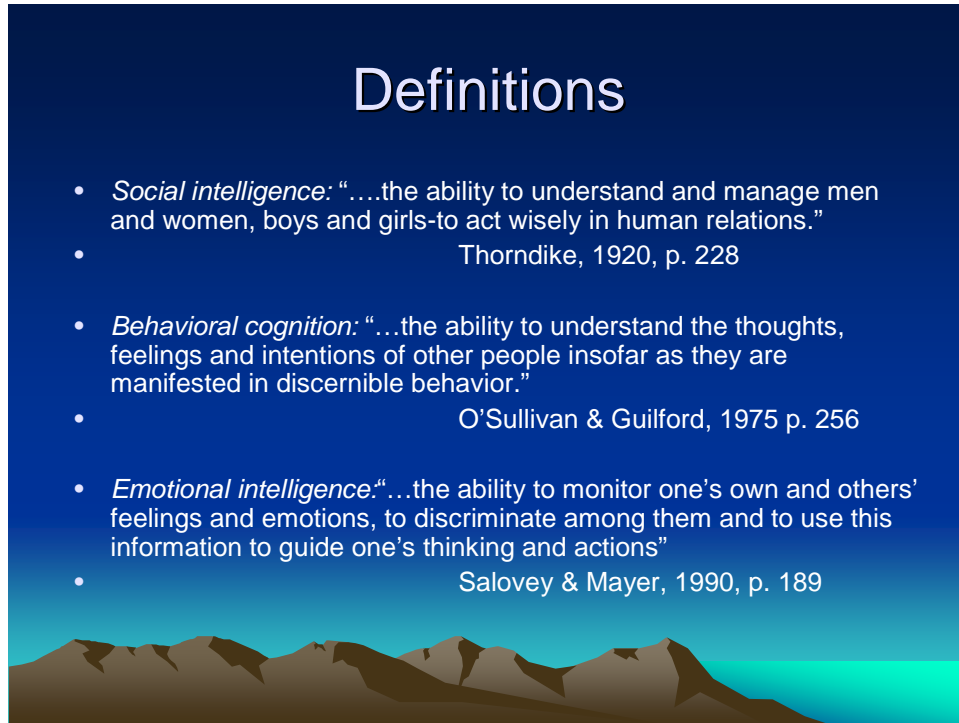 Definitions
• Social intelligence: “….the ability to understand and manage men
and women, boys and girls-to act wisely in human relations.”
• Thorndike, 1920, p. 228
• Behavioral cognition: “…the ability to understand the thoughts,
feelings and intentions of other people insofar as they are
manifested in discernible behavior.”
• O’Sullivan & Guilford, 1975 p. 256
• Emotional intelligence:“…the ability to monitor one’s own and others’
feelings and emotions, to discriminate among them and to use this
information to guide one’s thinking and actions”
• Salovey & Mayer, 1990, p. 189